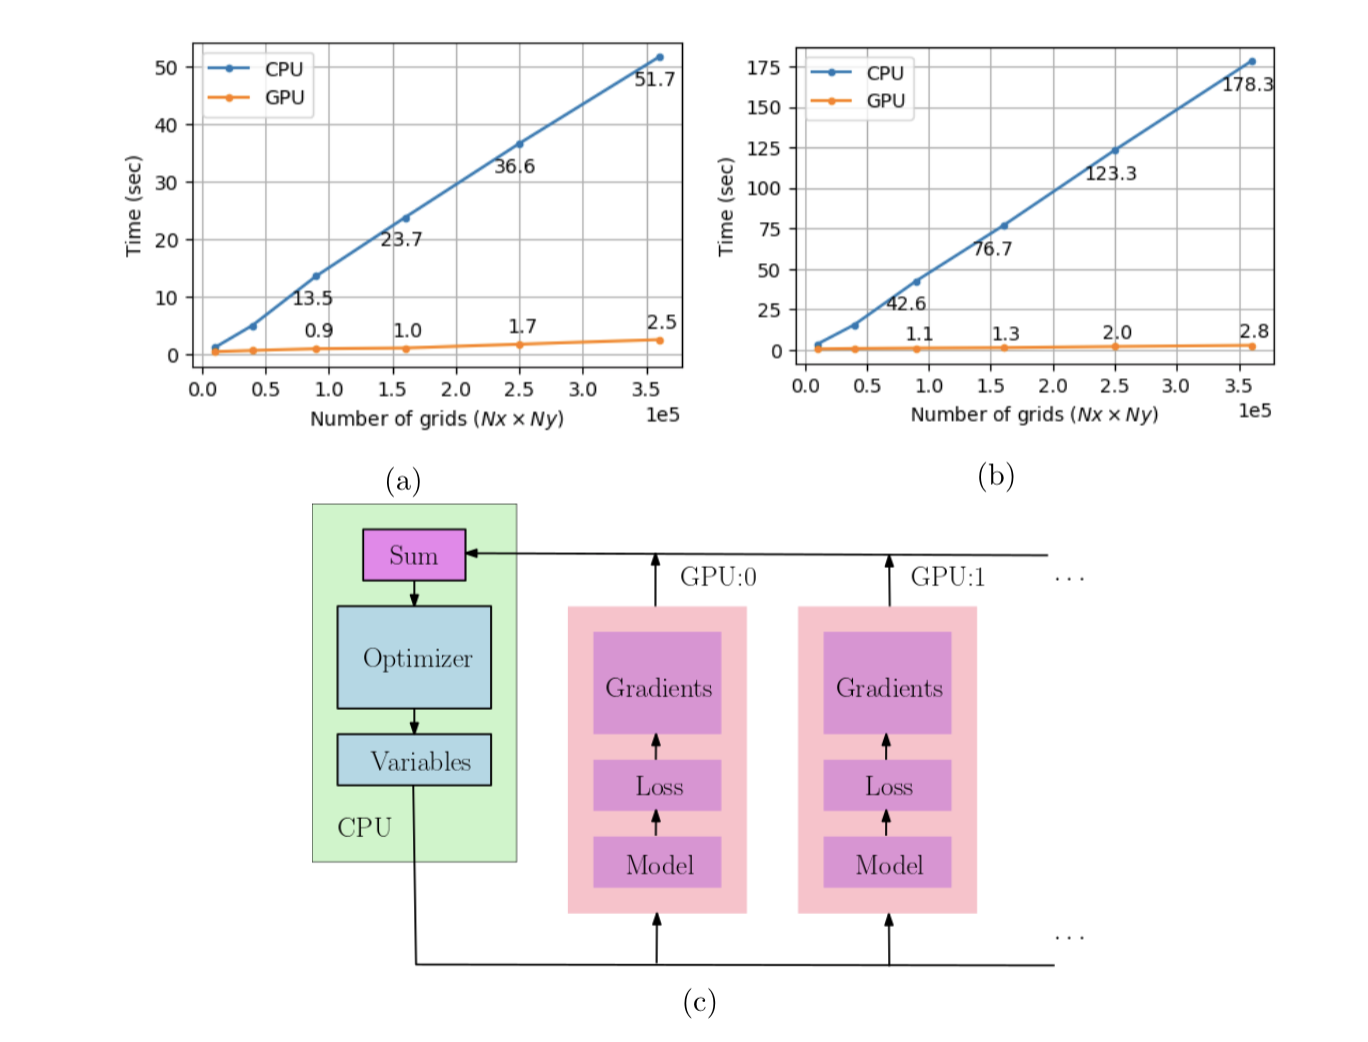 CPU
GPU
50
40
30
20
10
0
Time (sec)
51.7
36.6
23.7
13.5
0.9
1.0
1.7
2.5
0.0 0.5 1.0 1.5 2.0 2.5 3.0 3.5
1e5
Number of grids (Nx × Ny)
(a)
CPU
GPU
175
150
125
100
75
50
25
0
Time (sec)
178.3
123.3
76.7
42.6
1.1
1.3
2.0
2.8
0.0 0.5 1.0 1.5 2.0 2.5 3.0 3.5
1e5
Number of grids (Nx × Ny)
(b)
Sum
Optimizer
Variables
CPU
GPU:0
Gradients
Loss
Model
GPU:1
Gradients
Loss
Model
...
...
(c)